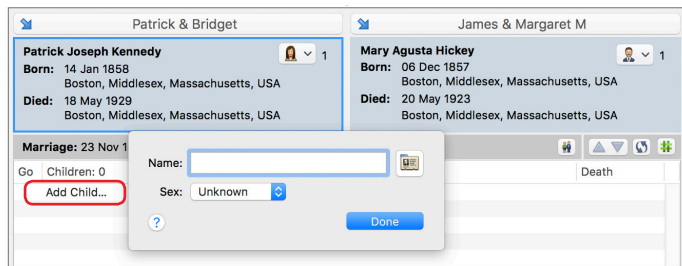 Patrick & Bridget
James & Margaret M
Patrick Joseph Kennedy
1
Born: 14 Jan 1858
Boston, Middlesex, Massachusetts, USA
Died: 18 May 1929
Boston, Middlesex, Massachusetts, USA
Mary Agusta Hickey
1
Born: 06 Dec 1857
Boston, Middlesex, Massachusetts, USA
Died: 20 May 1923
Boston, Middlesex, Massachusetts, USA
Marriage: 23 Nov 1
Go Children: 0 Death
Add Child...
Name:
Sex: Unknown
? Done